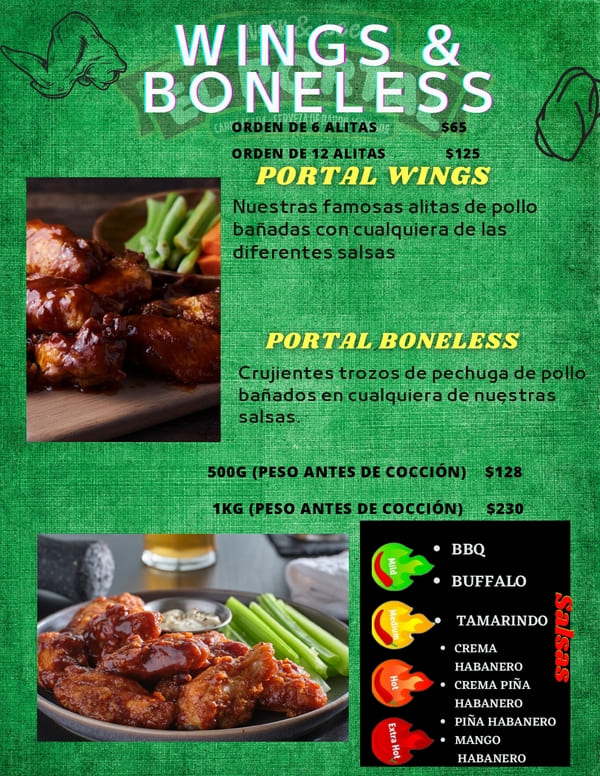 WINGS &
BONELESS
ORDEN DE 6 ALITAS $65
ORDEN DE 12 ALITAS $125
PORTAL WINGS
Nuestras famosas alitas de pollo
bañadas con cualquiera de las
diferentes salsas
PORTAL BONELESS
Crujientes trozos de pechuga de pollo
bañados en cualquiera de nuestras
salsas.
500G (PESO ANTES DE COCCIÓN) $128
1KG (PESO ANTES DE COCCIÓN) $230
Salsas
Mild
• BBQ
• BUFFALO
Medium
• TAMARINDO
Hot
• CREMA
HABANERO
• CREMA PIÑA
HABANERO
Extra Hot
• PIÑA HABANERO
• MANGO
HABANERO